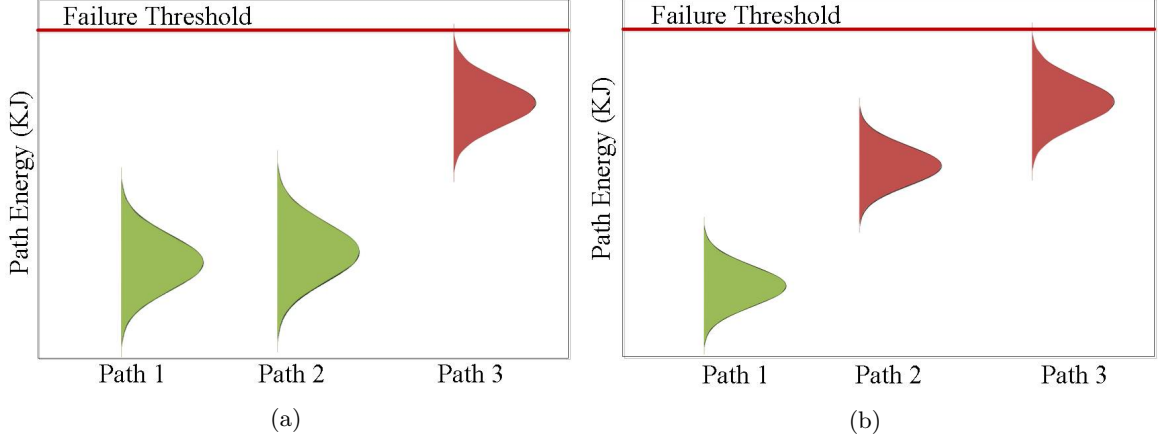 Failure Threshold
Path Energy (KJ)
Path 1 Path 2 Path 3
(a)
Failure Threshold
Path Energy (KJ)
Path 1 Path 2 Path 3
(b)